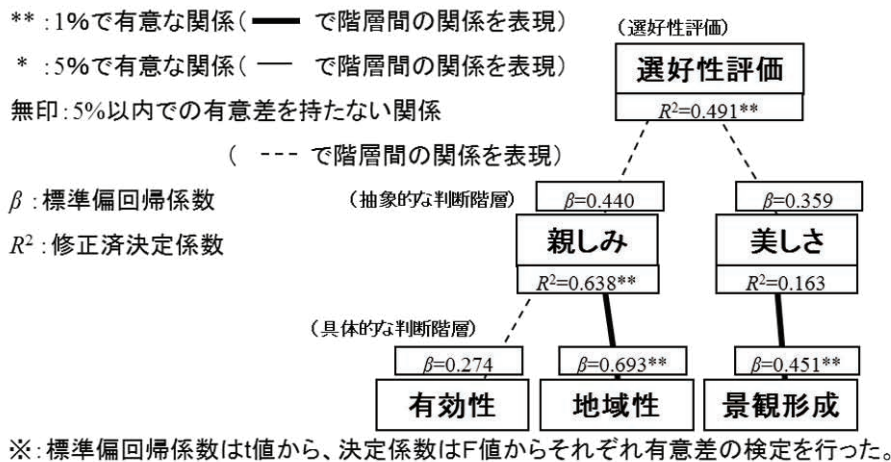 ** : 1%で有意な関係(━━ で階層間の関係を表現)
* : 5%で有意な関係( ― で階層間の関係を表現)
無印:5%以内での有意差を持たない関係
( --- で階層間の関係を表現)
β :標準偏回帰係数
R² :修正済決定係数
(選好性評価)
選好性評価
R²=0.491**
(抽象的な判断階層)
β=0.440
β=0.359
親しみ
美しさ
R²=0.638**
R²=0.163
(具体的な判断階層)
β=0.274
β=0.693**
β=0.451**
有効性
地域性
景観形成
※:標準偏回帰係数はt値から、決定係数はF値からそれぞれ有意差の検定を行った。